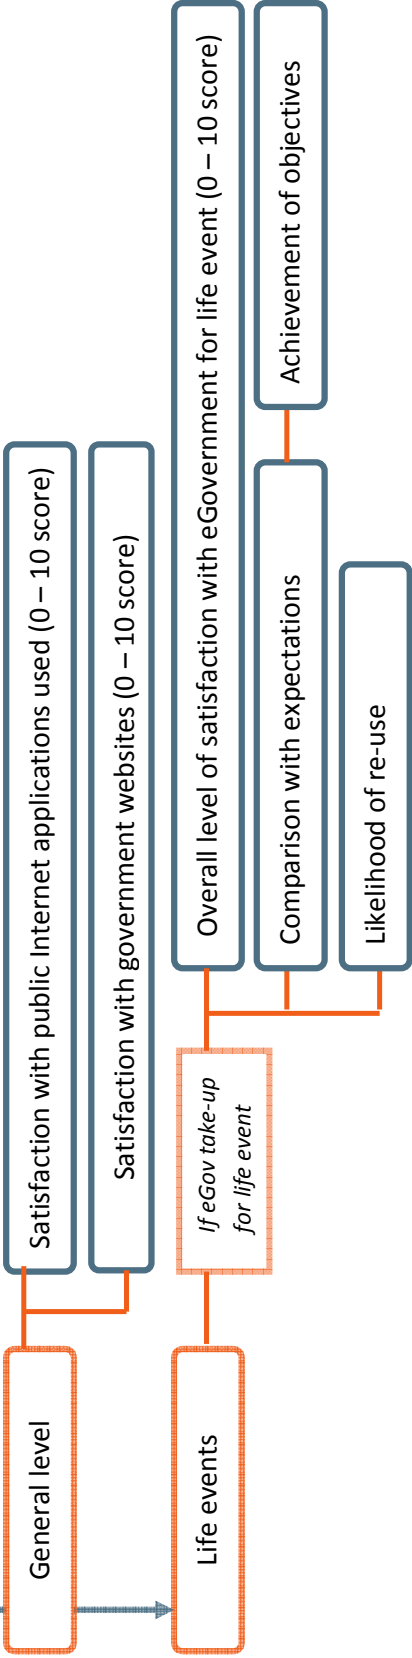 General level
Satisfaction with public Internet applications used (0 – 10 score)
Satisfaction with government websites (0 – 10 score)
Life events
If eGov take-up
for life event
Overall level of satisfaction with eGovernment for life event (0 – 10 score)
Comparison with expectations
Achievement of objectives
Likelihood of re-use